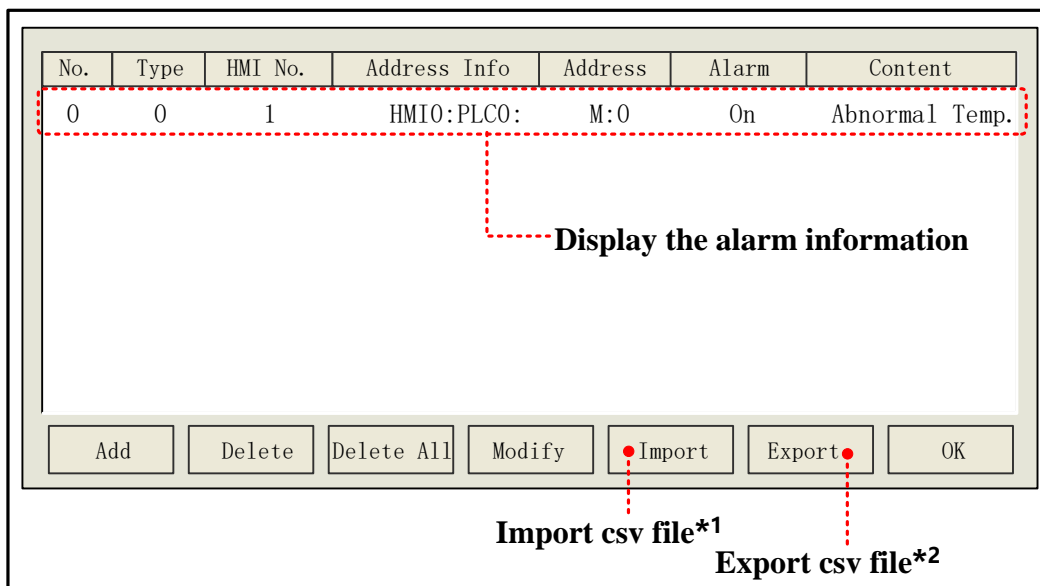 No. Type HMI No. Address Info Address Alarm Content
0 0 1 HMI0:PLC0: M:0 On Abnormal Temp.
Display the alarm information
Add Delete Delete All Modify Import Export OK
Import csv file*1
Export csv file*2